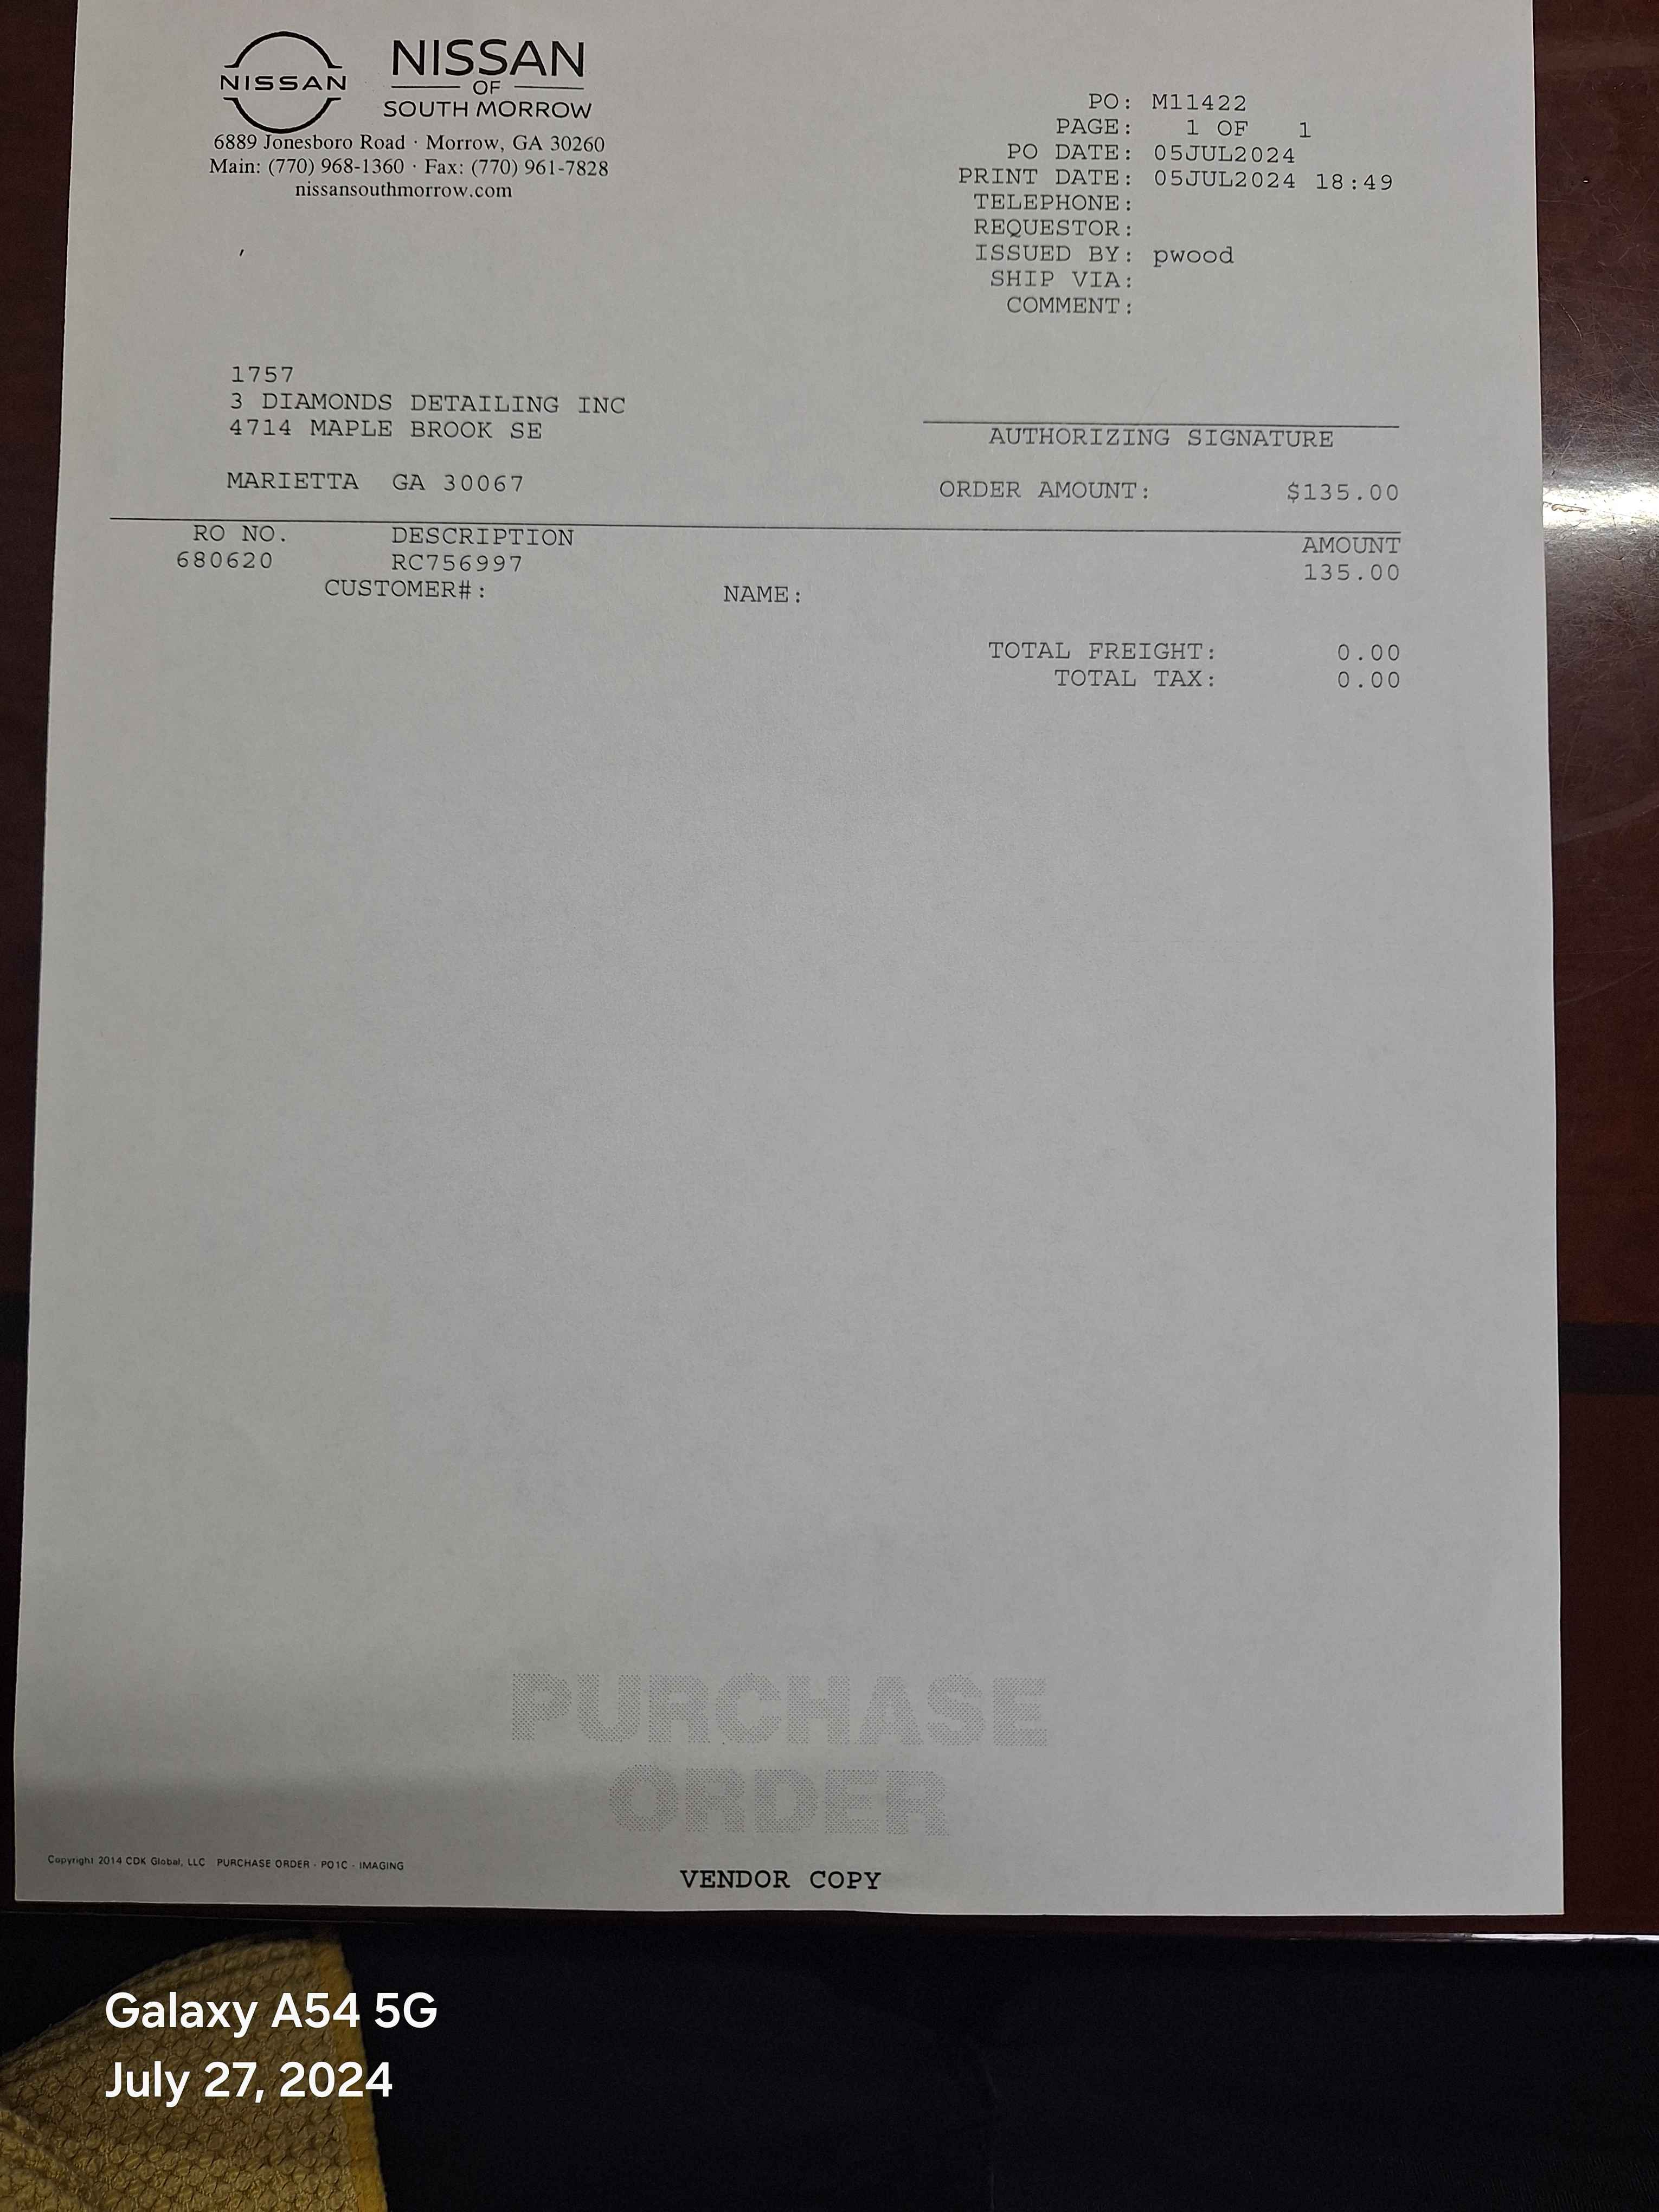 NISSAN
NISSAN
OF
SOUTH MORROW
6889 Jonesboro Road · Morrow, GA 30260
Main: (770) 968-1360 · Fax: (770) 961-7828
nissansouthmorrow.com
PO: M11422
PAGE: 1 OF 1
PO DATE: 05JUL2024
PRINT DATE: 05JUL2024 18:49
TELEPHONE:
REQUESTOR:
ISSUED BY: pwood
SHIP VIA:
COMMENT:
,
1757
3 DIAMONDS DETAILING INC
4714 MAPLE BROOK SE
MARIETTA GA 30067
AUTHORIZING SIGNATURE
ORDER AMOUNT: $135.00
RO NO. DESCRIPTION AMOUNT
680620 RC756997 135.00
CUSTOMER#: NAME:
TOTAL FREIGHT: 0.00
TOTAL TAX: 0.00
PURCHASE
ORDER
Copyright 2014 CDK Global, LLC PURCHASE ORDER · PO1C · IMAGING
VENDOR COPY
Galaxy A54 5G
July 27, 2024